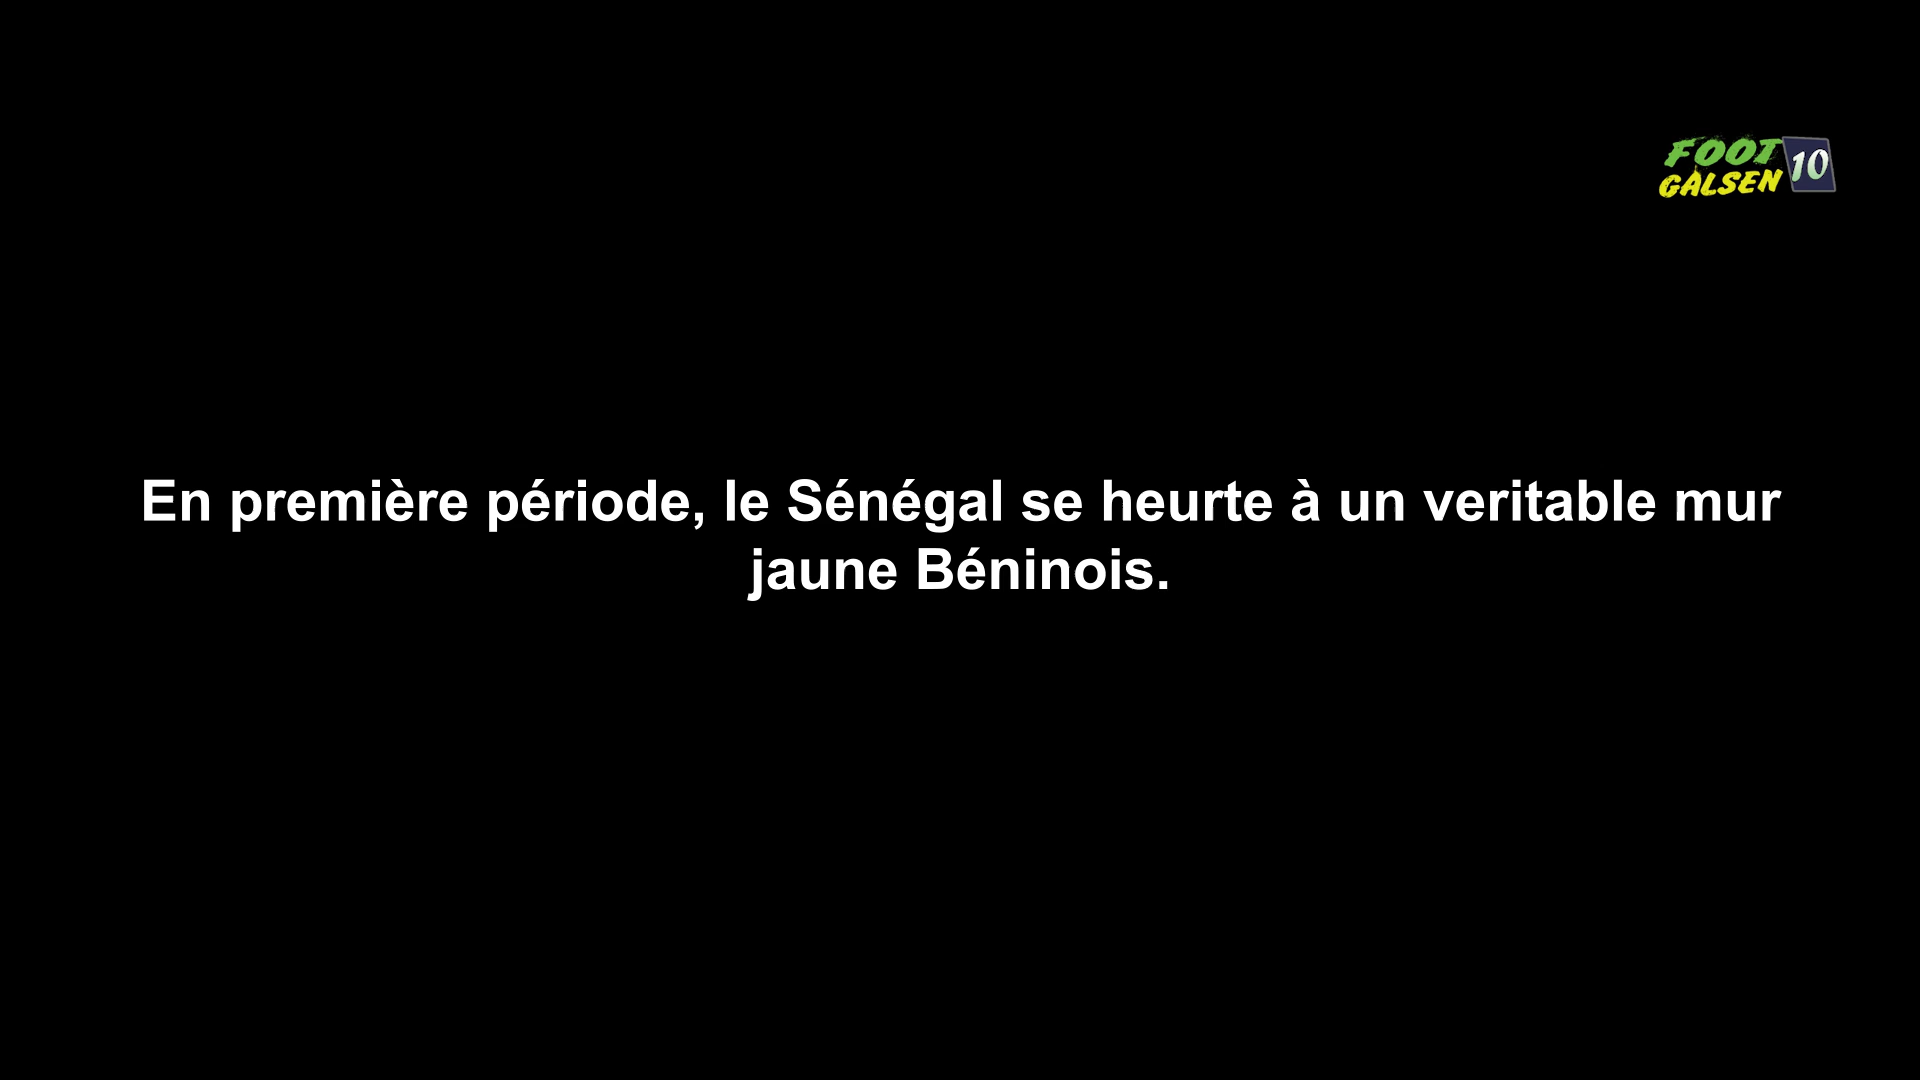 FOOT 10
GALSEN
En première période, le Sénégal se heurte à un veritable mur
jaune Béninois.